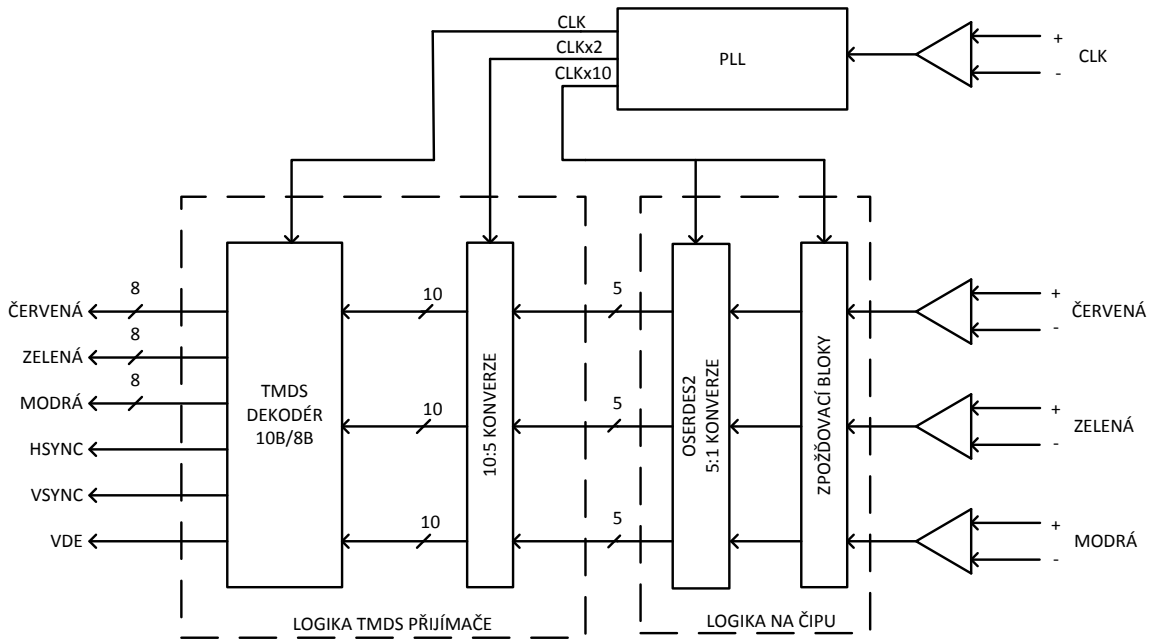 CLK
CLKx2
CLKx10
PLL
+
-
CLK
8
ČERVENÁ
8
ZELENÁ
8
MODRÁ
HSYNC
VSYNC
VDE
TMDS
DEKODÉR
10B/8B
10
10
10
10:5 KONVERZE
5
5
5
OSERDES2
5:1 KONVERZE
ZPOŽĎOVACÍ BLOKY
+
-
ČERVENÁ
+
-
ZELENÁ
+
-
MODRÁ
LOGIKA TMDS PŘIJÍMAČE
LOGIKA NA ČIPU